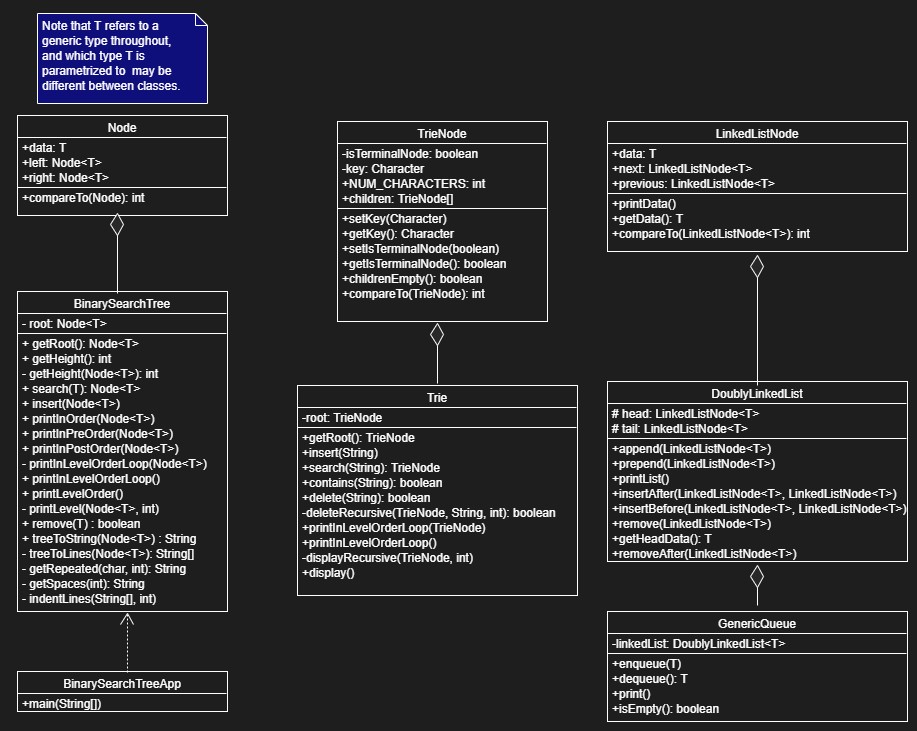 Note that T refers to a
generic type throughout,
and which type T is
parametrized to  may be
different between classes.
Node
+data: T
+left: Node<T>
+right: Node<T>
+compareTo(Node): int
BinarySearchTree
- root: Node<T>
+ getRoot(): Node<T>
+ getHeight(): int
- getHeight(Node<T>): int
+ search(T): Node<T>
+ insert(Node<T>)
+ printInOrder(Node<T>)
+ printInPreOrder(Node<T>)
+ printInPostOrder(Node<T>)
- printInLevelOrderLoop(Node<T>)
+ printInLevelOrderLoop()
+ printLevelOrder()
- printLevel(Node<T>, int)
+ remove(T) : boolean
+ treeToString(Node<T>) : String
- treeToLines(Node<T>): String[]
- getRepeated(char, int): String
- getSpaces(int): String
- indentLines(String[], int)
BinarySearchTreeApp
+main(String[])
TrieNode
-isTerminalNode: boolean
-key: Character
+NUM_CHARACTERS: int
+children: TrieNode[]
+setKey(Character)
+getKey(): Character
+setIsTerminalNode(boolean)
+getIsTerminalNode(): boolean
+childrenEmpty(): boolean
+compareTo(TrieNode): int
Trie
-root: TrieNode
+getRoot(): TrieNode
+insert(String)
+search(String): TrieNode
+contains(String): boolean
+delete(String): boolean
-deleteRecursive(TrieNode, String, int): boolean
+printInLevelOrderLoop(TrieNode)
+printInLevelOrderLoop()
-displayRecursive(TrieNode, int)
+display()
LinkedListNode
+data: T
+next: LinkedListNode<T>
+previous: LinkedListNode<T>
+printData()
+getData(): T
+compareTo(LinkedListNode<T>): int
DoublyLinkedList
# head: LinkedListNode<T>
# tail: LinkedListNode<T>
+append(LinkedListNode<T>)
+prepend(LinkedListNode<T>)
+printList()
+insertAfter(LinkedListNode<T>, LinkedListNode<T>)
+insertBefore(LinkedListNode<T>, LinkedListNode<T>)
+remove(LinkedListNode<T>)
+getHeadData(): T
+removeAfter(LinkedListNode<T>)
GenericQueue
-linkedList: DoublyLinkedList<T>
+enqueue(T)
+dequeue(): T
+print()
+isEmpty(): boolean